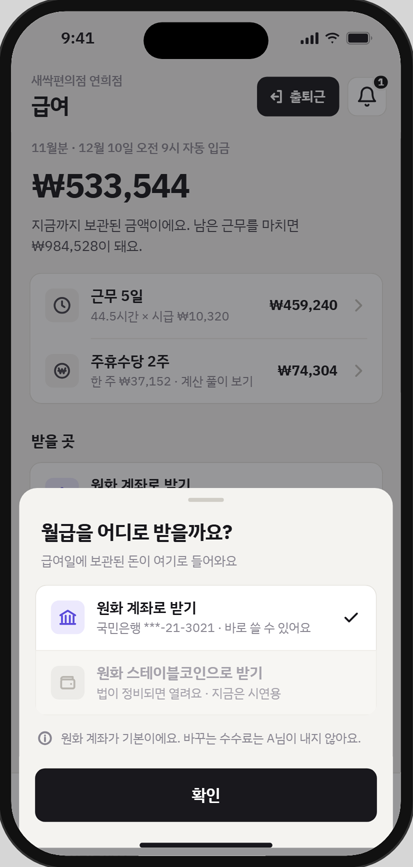 9:41
새싹편의점 연희점
급여
출퇴근
1
11월분 · 12월 10일 오전 9시 자동 입금
₩533,544
지금까지 보관된 금액이에요. 남은 근무를 마치면
₩984,528이 돼요.
근무 5일
₩459,240
44.5시간 × 시급 ₩10,320
주휴수당 2주
₩74,304
한 주 ₩37,152 · 계산 풀이 보기
받을 곳
원화 계좌로 받기
월급을 어디로 받을까요?
급여일에 보관된 돈이 여기로 들어와요
원화 계좌로 받기
국민은행 ***-21-3021 · 바로 쓸 수 있어요
원화 스테이블코인으로 받기
법이 정비되면 열려요 · 지금은 시연용
원화 계좌가 기본이에요. 바꾸는 수수료는 A님이 내지 않아요.
확인